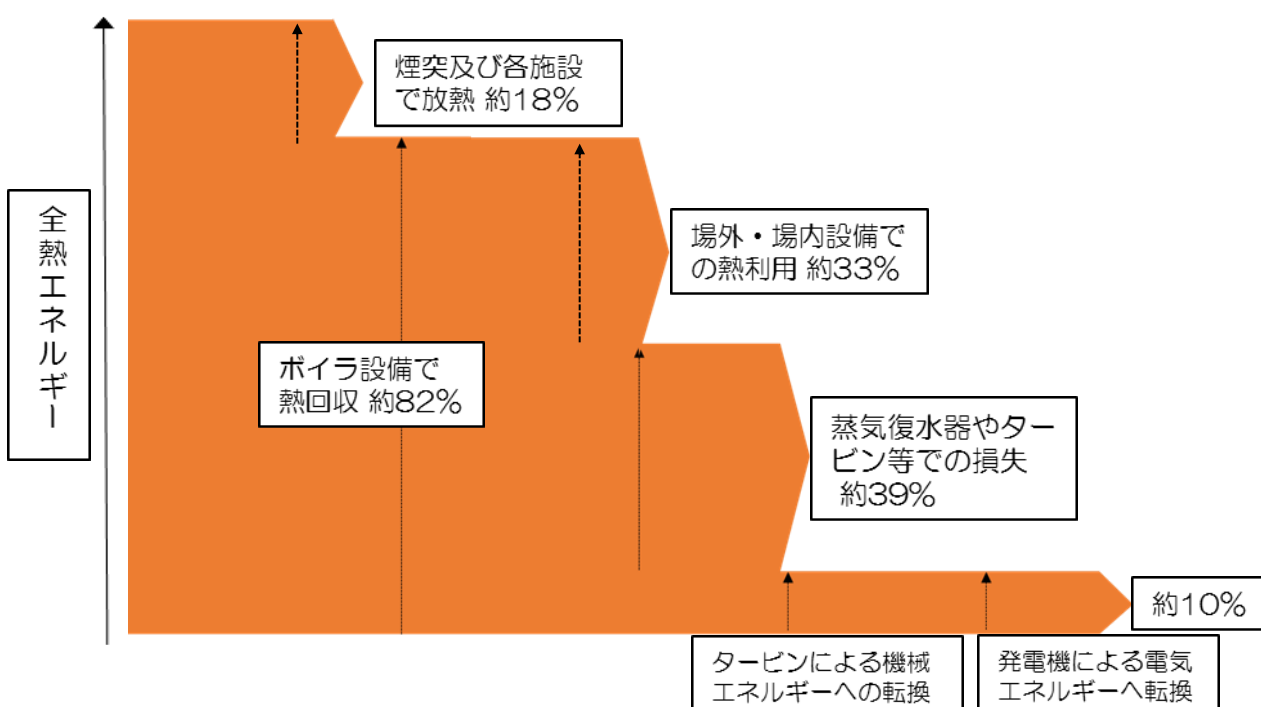 全熱エネルギー
煙突及び各施設
で放熱 約18%
場外・場内設備で
の熱利用 約33%
ボイラ設備で
熱回収 約82%
蒸気復水器やター
ビン等での損失
約39%
約10%
タービンによる機械
エネルギーへの転換
発電機による電気
エネルギーへ転換